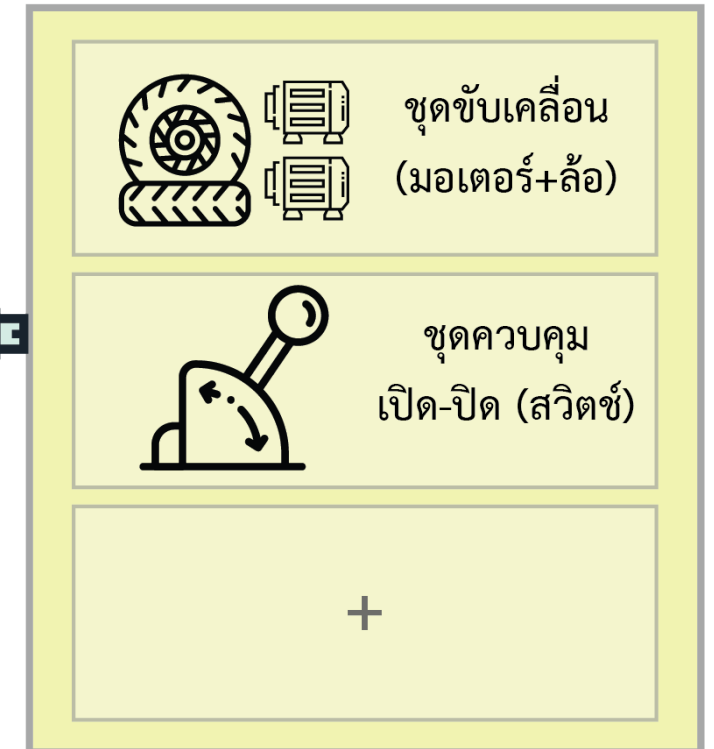 ชุดขับเคลื่อน
(มอเตอร์+ล้อ)
ชุดควบคุม
เปิด-ปิด (สวิตช์)
+